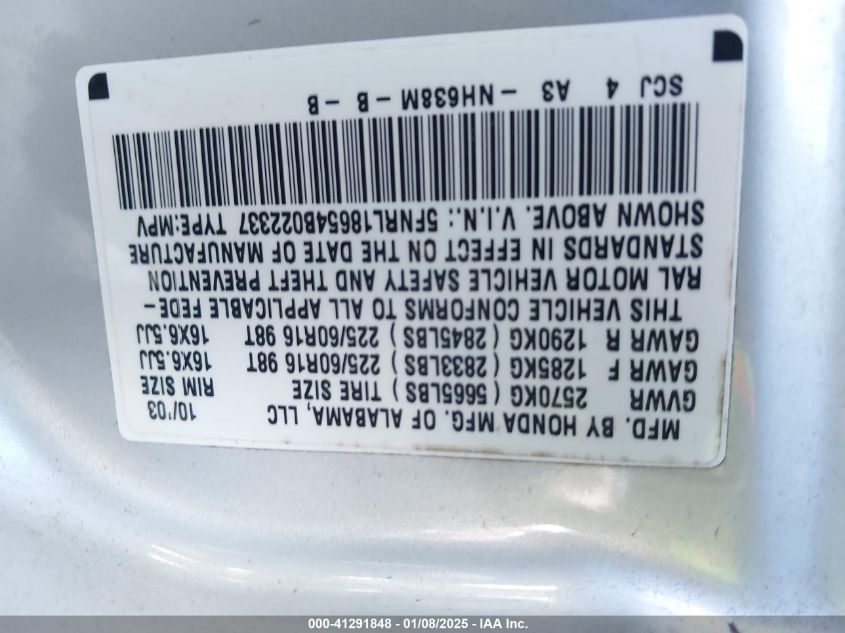 MFD. BY HONDA MFG. OF ALABAMA, LLC 10/'03
GVWR 2570KG ( 5665LBS ) TIRE SIZE RIM SIZE
GAWR F 1285KG ( 2833LBS ) 225/60R16 98T 16X6.5JJ
GAWR R 1290KG ( 2845LBS ) 225/60R16 98T 16X6.5JJ
THIS VEHICLE CONFORMS TO ALL APPLICABLE FEDE-
RAL MOTOR VEHICLE SAFETY AND THEFT PREVENTION
STANDARDS IN EFFECT ON THE DATE OF MANUFACTURE
SHOWN ABOVE. V.I.N.: 5FNRL18654B022337 TYPE:MPV
SCJ 4 A3 - NH638M - B - B
000-41291848 | 01/08/2025 - IAA Inc.